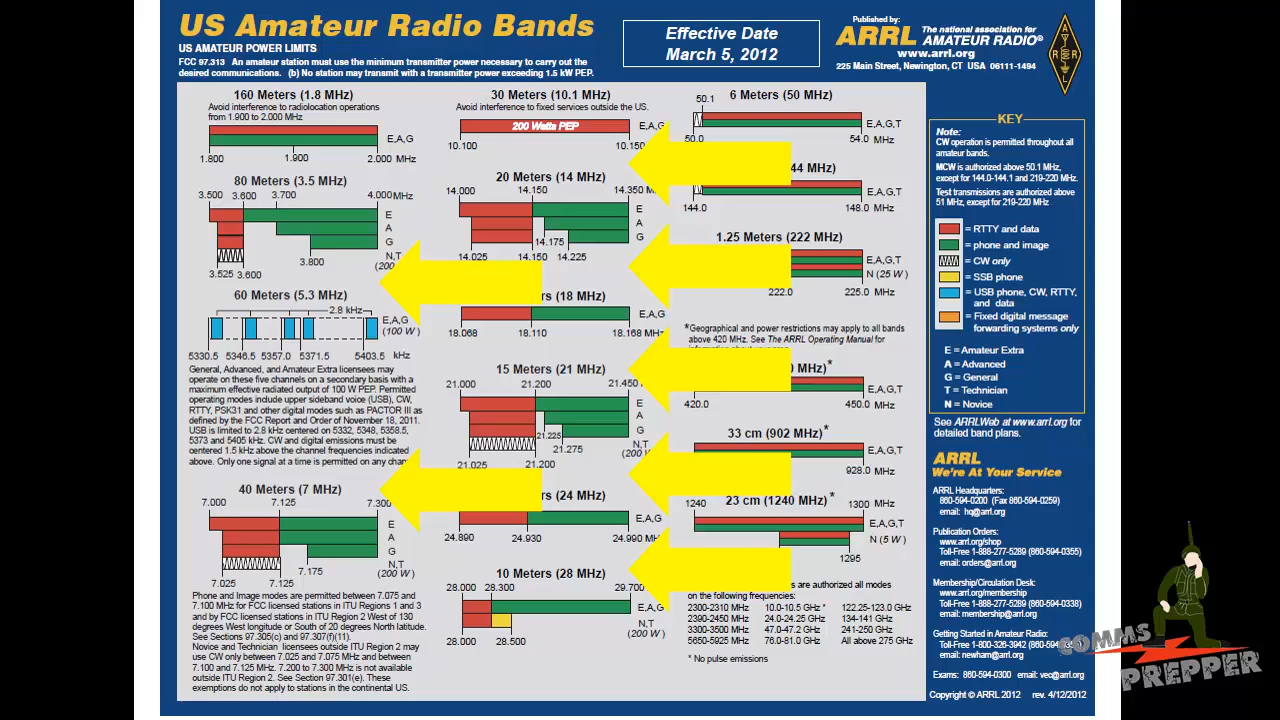 US Amateur Radio Bands
US AMATEUR POWER LIMITS
FCC 97.313 An amateur station must use the minimum transmitter power necessary to carry out the
desired communications. (b) No station may transmit with a transmitter power exceeding 1.5 kW PEP.
Effective Date
March 5, 2012
Published by:
ARRL The national association for
AMATEUR RADIO®
www.arrl.org
225 Main Street, Newington, CT USA 06111-1494
A
R R
L
160 Meters (1.8 MHz)
Avoid interference to radiolocation operations
from 1.900 to 2.000 MHz
E,A,G
1.800 1.900 2.000 MHz
80 Meters (3.5 MHz)
3.500 3.600 3.700 4.000 MHz
E
A
G
N,T
(200
3.800
3.525 3.600
60 Meters (5.3 MHz)
2.8 kHz
E,A,G
(100 W)
5330.5 5346.5 5357.0 5371.5 5403.5 kHz
General, Advanced, and Amateur Extra licensees may
operate on these five channels on a secondary basis with a
maximum effective radiated output of 100 W PEP. Permitted
operating modes include upper sideband voice (USB), CW,
RTTY, PSK31 and other digital modes such as PACTOR III as
defined by the FCC Report and Order of November 18, 2011.
USB is limited to 2.8 kHz centered on 5332, 5348, 5358.5,
5373 and 5405 kHz. CW and digital emissions must be
centered 1.5 kHz above the channel frequencies indicated
above. Only one signal at a time is permitted on any
40 Meters (7 MHz)
7.000 7.125 7.300
E
A
G
N,T
(200 W)
7.175
7.025 7.125
Phone and Image modes are permitted between 7.075 and
7.100 MHz for FCC licensed stations in ITU Regions 1 and 3
and by FCC licensed stations in ITU Region 2 West of 130
degrees West longitude or South of 20 degrees North latitude.
See Sections 97.305(c) and 97.307(f)(11).
Novice and Technician licensees outside ITU Region 2 may
use CW only between 7.025 and 7.075 MHz and between
7.100 and 7.125 MHz. 7.200 to 7.300 MHz is not available
outside ITU Region 2. See Section 97.301(e). These
exemptions do not apply to stations in the continental US.
30 Meters (10.1 MHz)
Avoid interference to fixed services outside the US.
200 Watts PEP
E,A,G
10.100 10.150
20 Meters (14 MHz)
14.000 14.150 14.350
E
A
G
14.175
14.025 14.150 14.225
(18 MHz)
E,A,G
18.068 18.110 18.168 MHz
15 Meters (21 MHz)
21.000 21.200 21.450
E
A
G
N,T
(200
21.225
21.275
21.025 21.200
(24 MHz)
E,A,G
24.890 24.930 24.990
10 Meters (28 MHz)
28.000 28.300 29.700
E,A,G
N,T
(200 W)
28.000 28.500
6 Meters (50 MHz)
50.1
E,A,G,T
50.0 54.0 MHz
MHz)
E,A,G,T
144.0 148.0 MHz
1.25 Meters (222 MHz)
E,A,G,T
N (25 W)
222.0 225.0 MHz
*Geographical and power restrictions may apply to all bands
above 420 MHz. See The ARRL Operating Manual for
MHz)*
E,A,G,T
420.0 450.0 MHz
33 cm (902 MHz)*
E,A,G,T
928.0 MHz
23 cm (1240 MHz)*
1240 1300 MHz
E,A,G,T
N (5 W)
1295
are authorized all modes
on the following frequencies:
2300-2310 MHz 10.0-10.5 GHz * 122.25-123.0 GHz
2390-2450 MHz 24.0-24.25 GHz 134-141 GHz
3300-3500 MHz 47.0-47.2 GHz 241-250 GHz
5650-5925 MHz 76.0-81.0 GHz All above 275 GHz
* No pulse emissions
KEY
Note:
CW operation is permitted throughout all
amateur bands.
MCW is authorized above 50.1 MHz,
except for 144.0-144.1 and 219-220 MHz.
Test transmissions are authorized above
51 MHz, except for 219-220 MHz
= RTTY and data
= phone and image
= CW only
= SSB phone
= USB phone, CW, RTTY,
and data
= Fixed digital message
forwarding systems only
E = Amateur Extra
A = Advanced
G = General
T = Technician
N = Novice
See ARRLWeb at www.arrl.org for
detailed band plans.
ARRL
We're At Your Service
ARRL Headquarters:
860-594-0200 (Fax 860-594-0259)
email: hq@arrl.org
Publication Orders:
www.arrl.org/shop
Toll-Free 1-888-277-5289 (860-594-0355)
email: orders@arrl.org
Membership/Circulation Desk:
www.arrl.org/membership
Toll-Free 1-888-277-5289 (860-594-0338)
email: membership@arrl.org
Getting Started in Amateur Radio:
Toll-Free 1-800-326-3942
email: newham@arrl.org
Exams: 860-594-0300 email: vec@arrl.org
Copyright © ARRL 2012 rev. 4/12/2012
COMMS
PREPPER